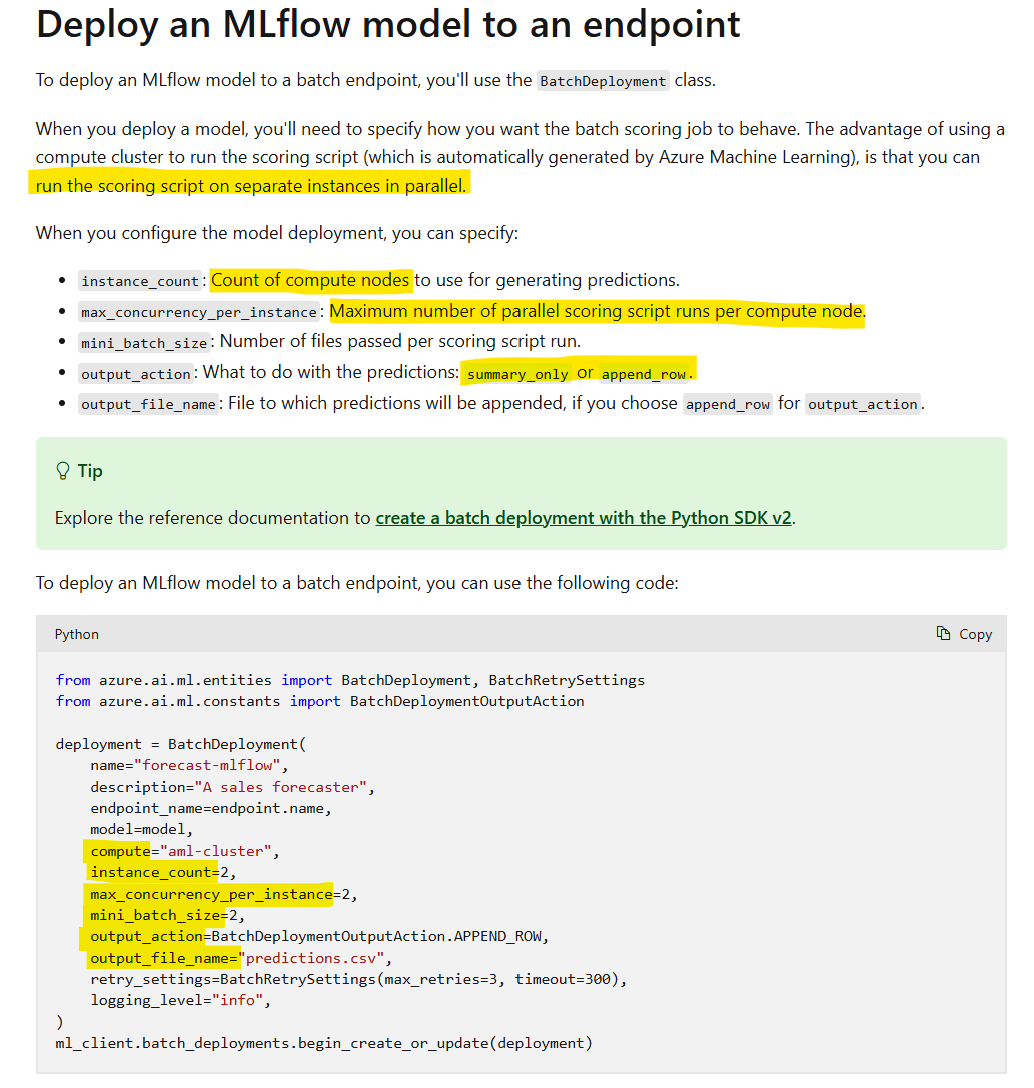 Deploy an MLflow model to an endpoint
To deploy an MLflow model to a batch endpoint, you'll use the BatchDeployment class.
When you deploy a model, you'll need to specify how you want the batch scoring job to behave. The advantage of using a
compute cluster to run the scoring script (which is automatically generated by Azure Machine Learning), is that you can
run the scoring script on separate instances in parallel.
When you configure the model deployment, you can specify:
• instance_count: Count of compute nodes to use for generating predictions.
• max_concurrency_per_instance: Maximum number of parallel scoring script runs per compute node.
• mini_batch_size: Number of files passed per scoring script run.
• output_action: What to do with the predictions: summary_only or append_row.
• output_file_name: File to which predictions will be appended, if you choose append_row for output_action.
Tip
Explore the reference documentation to create a batch deployment with the Python SDK v2.
To deploy an MLflow model to a batch endpoint, you can use the following code:
Python Copy
from azure.ai.ml.entities import BatchDeployment, BatchRetrySettings
from azure.ai.ml.constants import BatchDeploymentOutputAction
deployment = BatchDeployment(
    name="forecast-mlflow",
    description="A sales forecaster",
    endpoint_name=endpoint.name,
    model=model,
    compute="aml-cluster",
    instance_count=2,
    max_concurrency_per_instance=2,
    mini_batch_size=2,
    output_action=BatchDeploymentOutputAction.APPEND_ROW,
    output_file_name="predictions.csv",
    retry_settings=BatchRetrySettings(max_retries=3, timeout=300),
    logging_level="info",
)
ml_client.batch_deployments.begin_create_or_update(deployment)